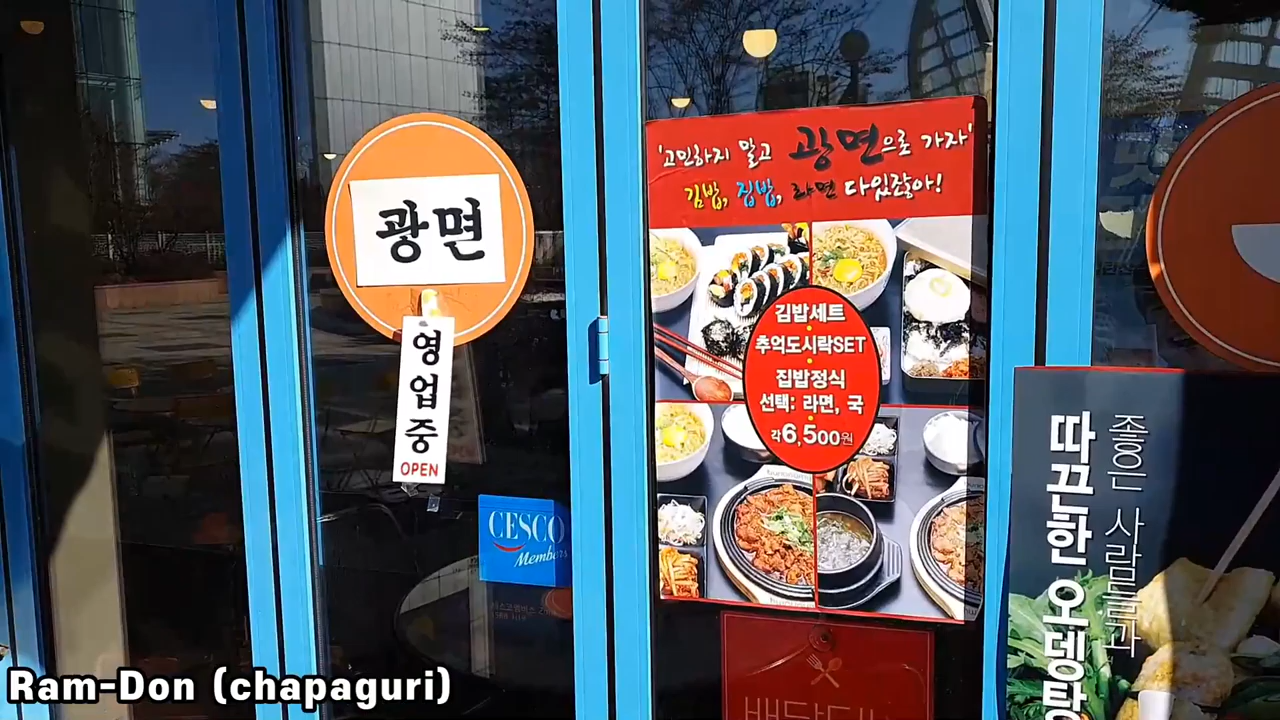 광면
영업중
OPEN
CESCO
Members
'고민하지 말고 광면으로 가자'
김밥, 집밥, 라면 다있잖아!
김밥세트
추억도시락SET
집밥정식
선택: 라면, 국
각6,500원
좋은 사람들과
따끈한 오뎅탕
Ram-Don (chapaguri)